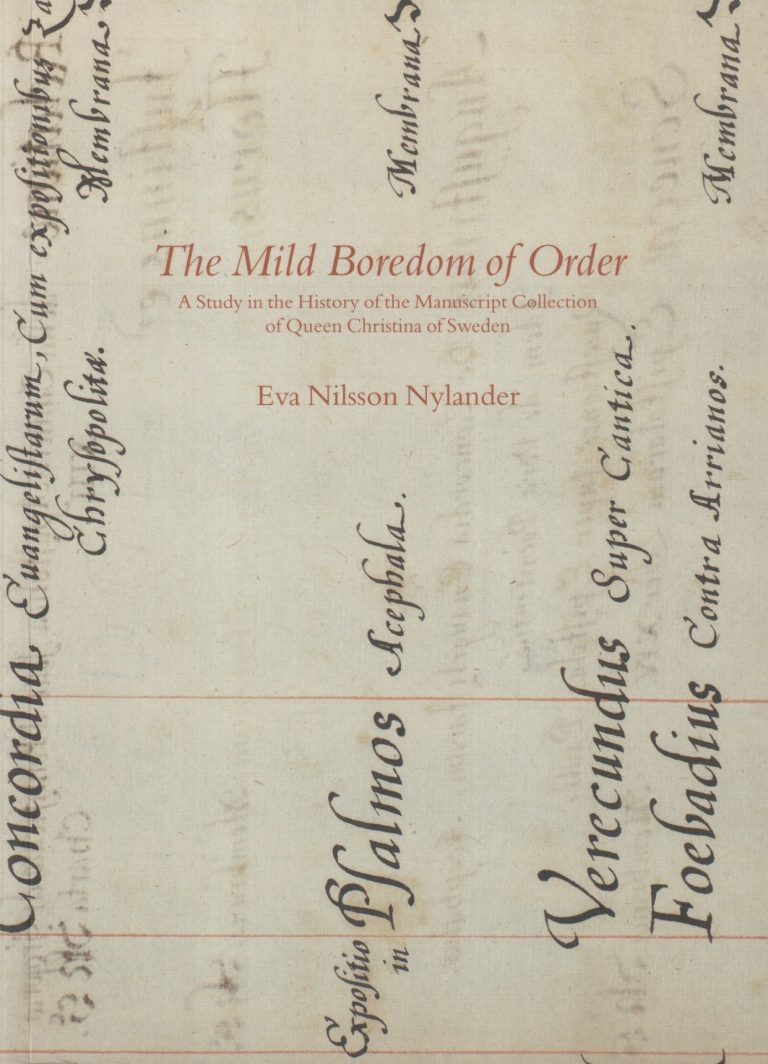 The Mild Boredom of Order
A Study in the History of the Manuscript Collection
of Queen Christina of Sweden
Eva Nilsson Nylander
Concordia Euangeliſtarum, Cum expoſitionibus
Chryſopolitæ. Membrana
Expoſitio in Pſalmos Acephala. Membrana
Verecundus Super Cantica.
Foebadius Contra Arrianos. Membrana